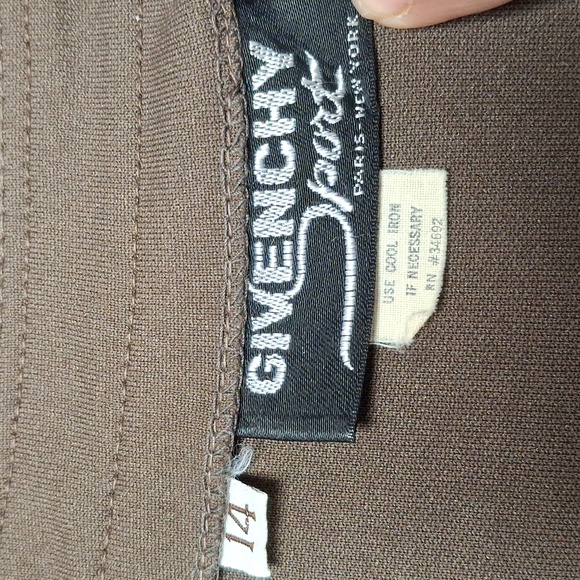 GIVENCHY
Sport
PARIS - NEW YORK
USE COOL IRON
IF NECESSARY
RN #34692
14